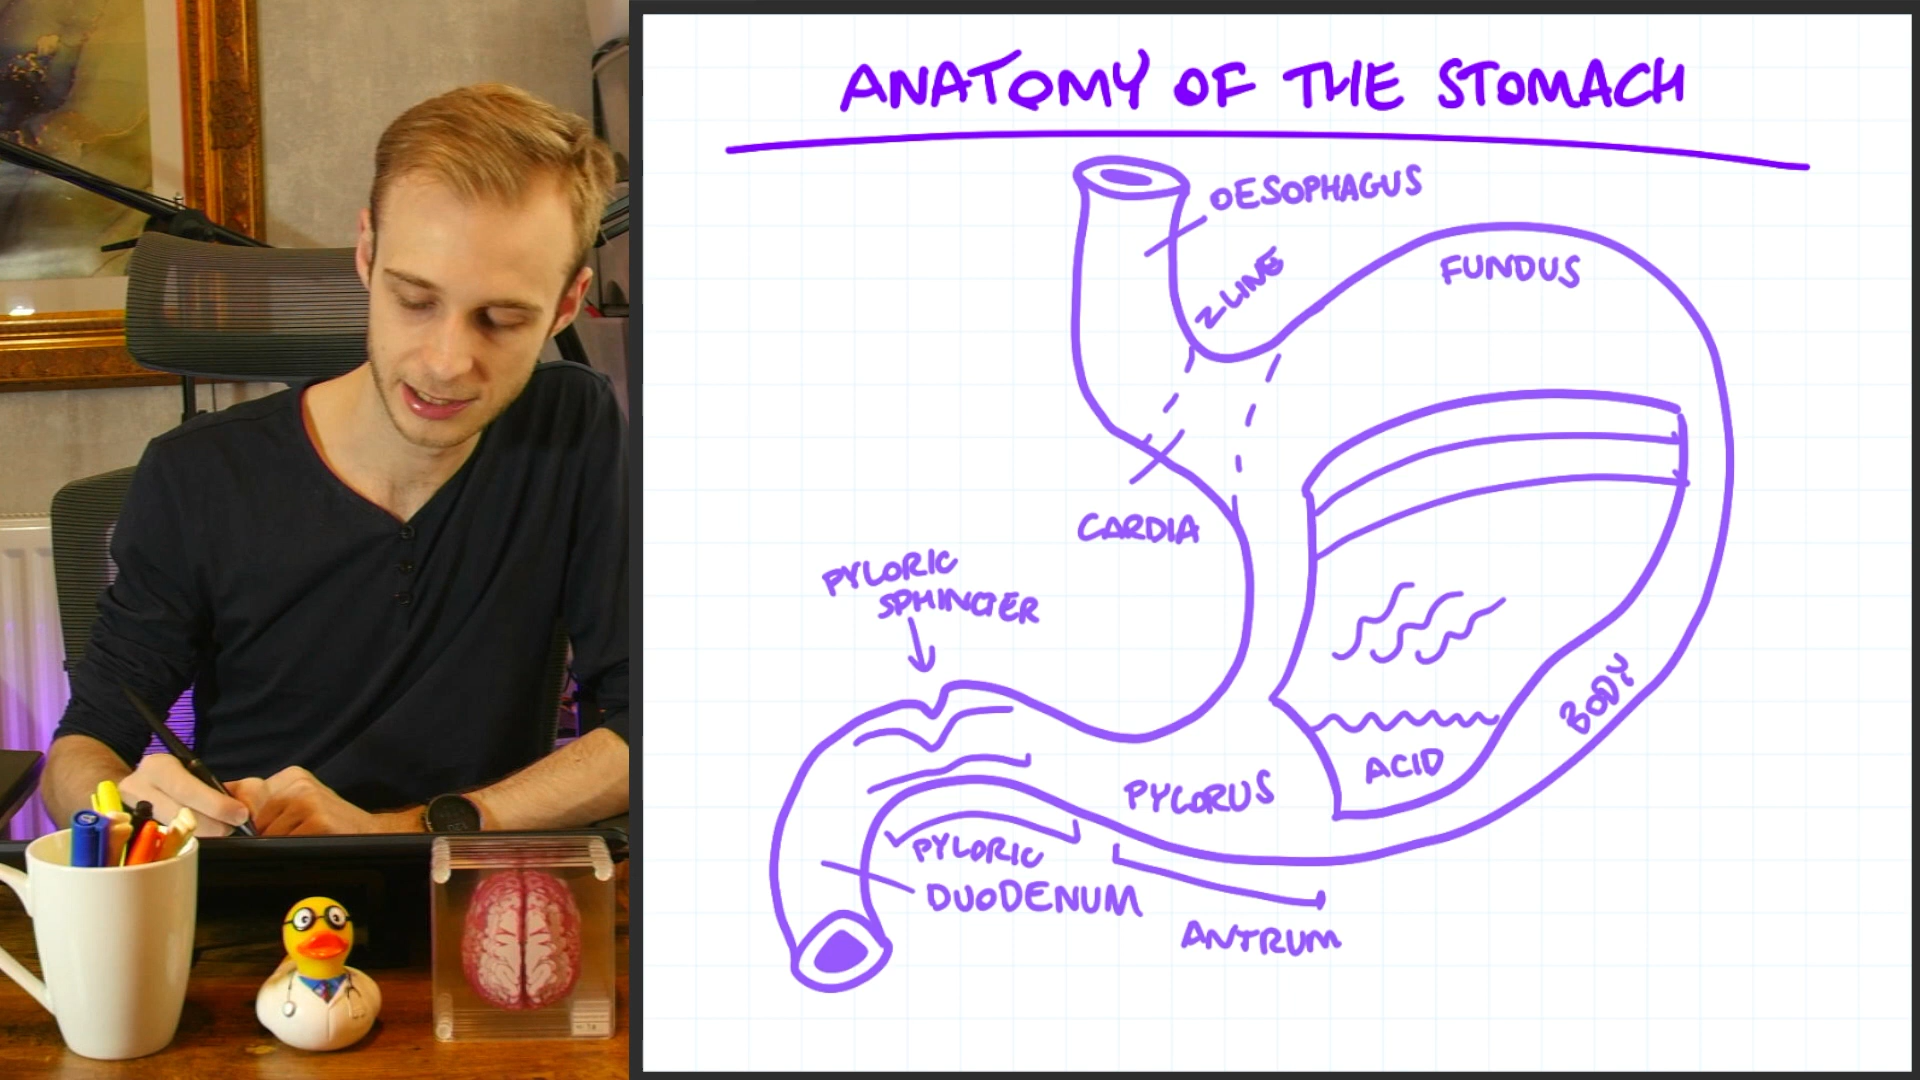 ANATOMY OF THE STOMACH
OESOPHAGUS
Z LINE
FUNDUS
CARDIA
PYLORIC
SPHINCTER
BODY
ACID
PYLORUS
PYLORIC
DUODENUM
ANTRUM